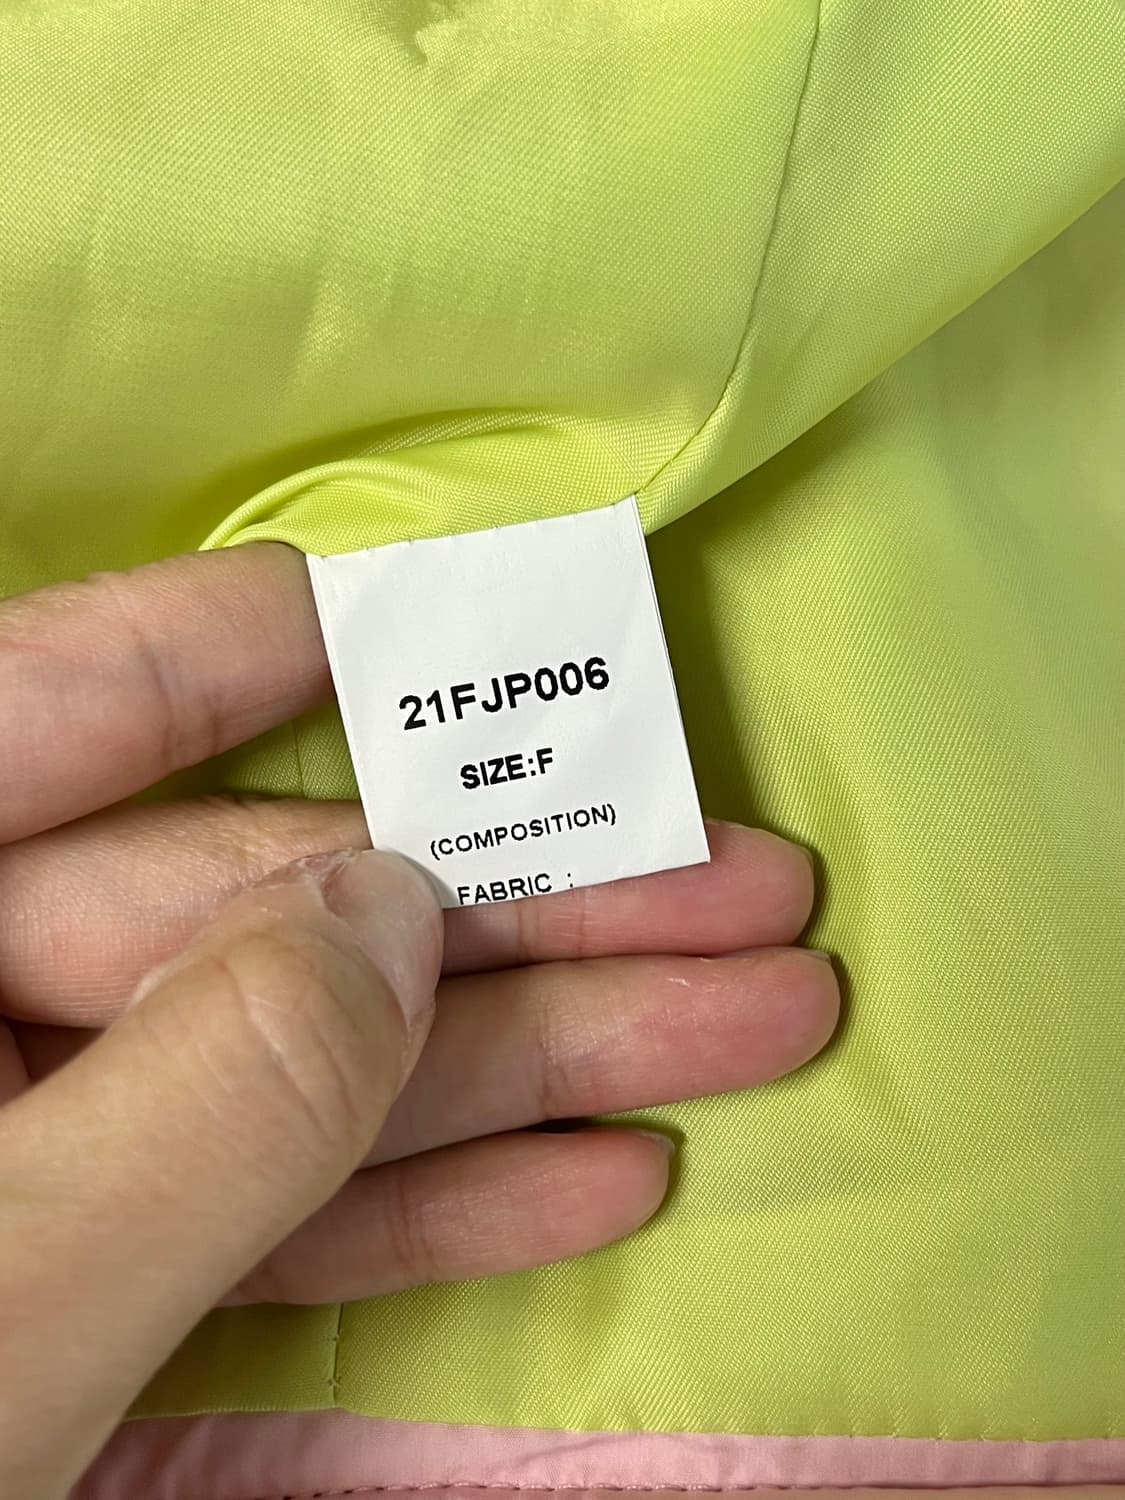 21FJP006
SIZE:F
(COMPOSITION)
FABRIC :